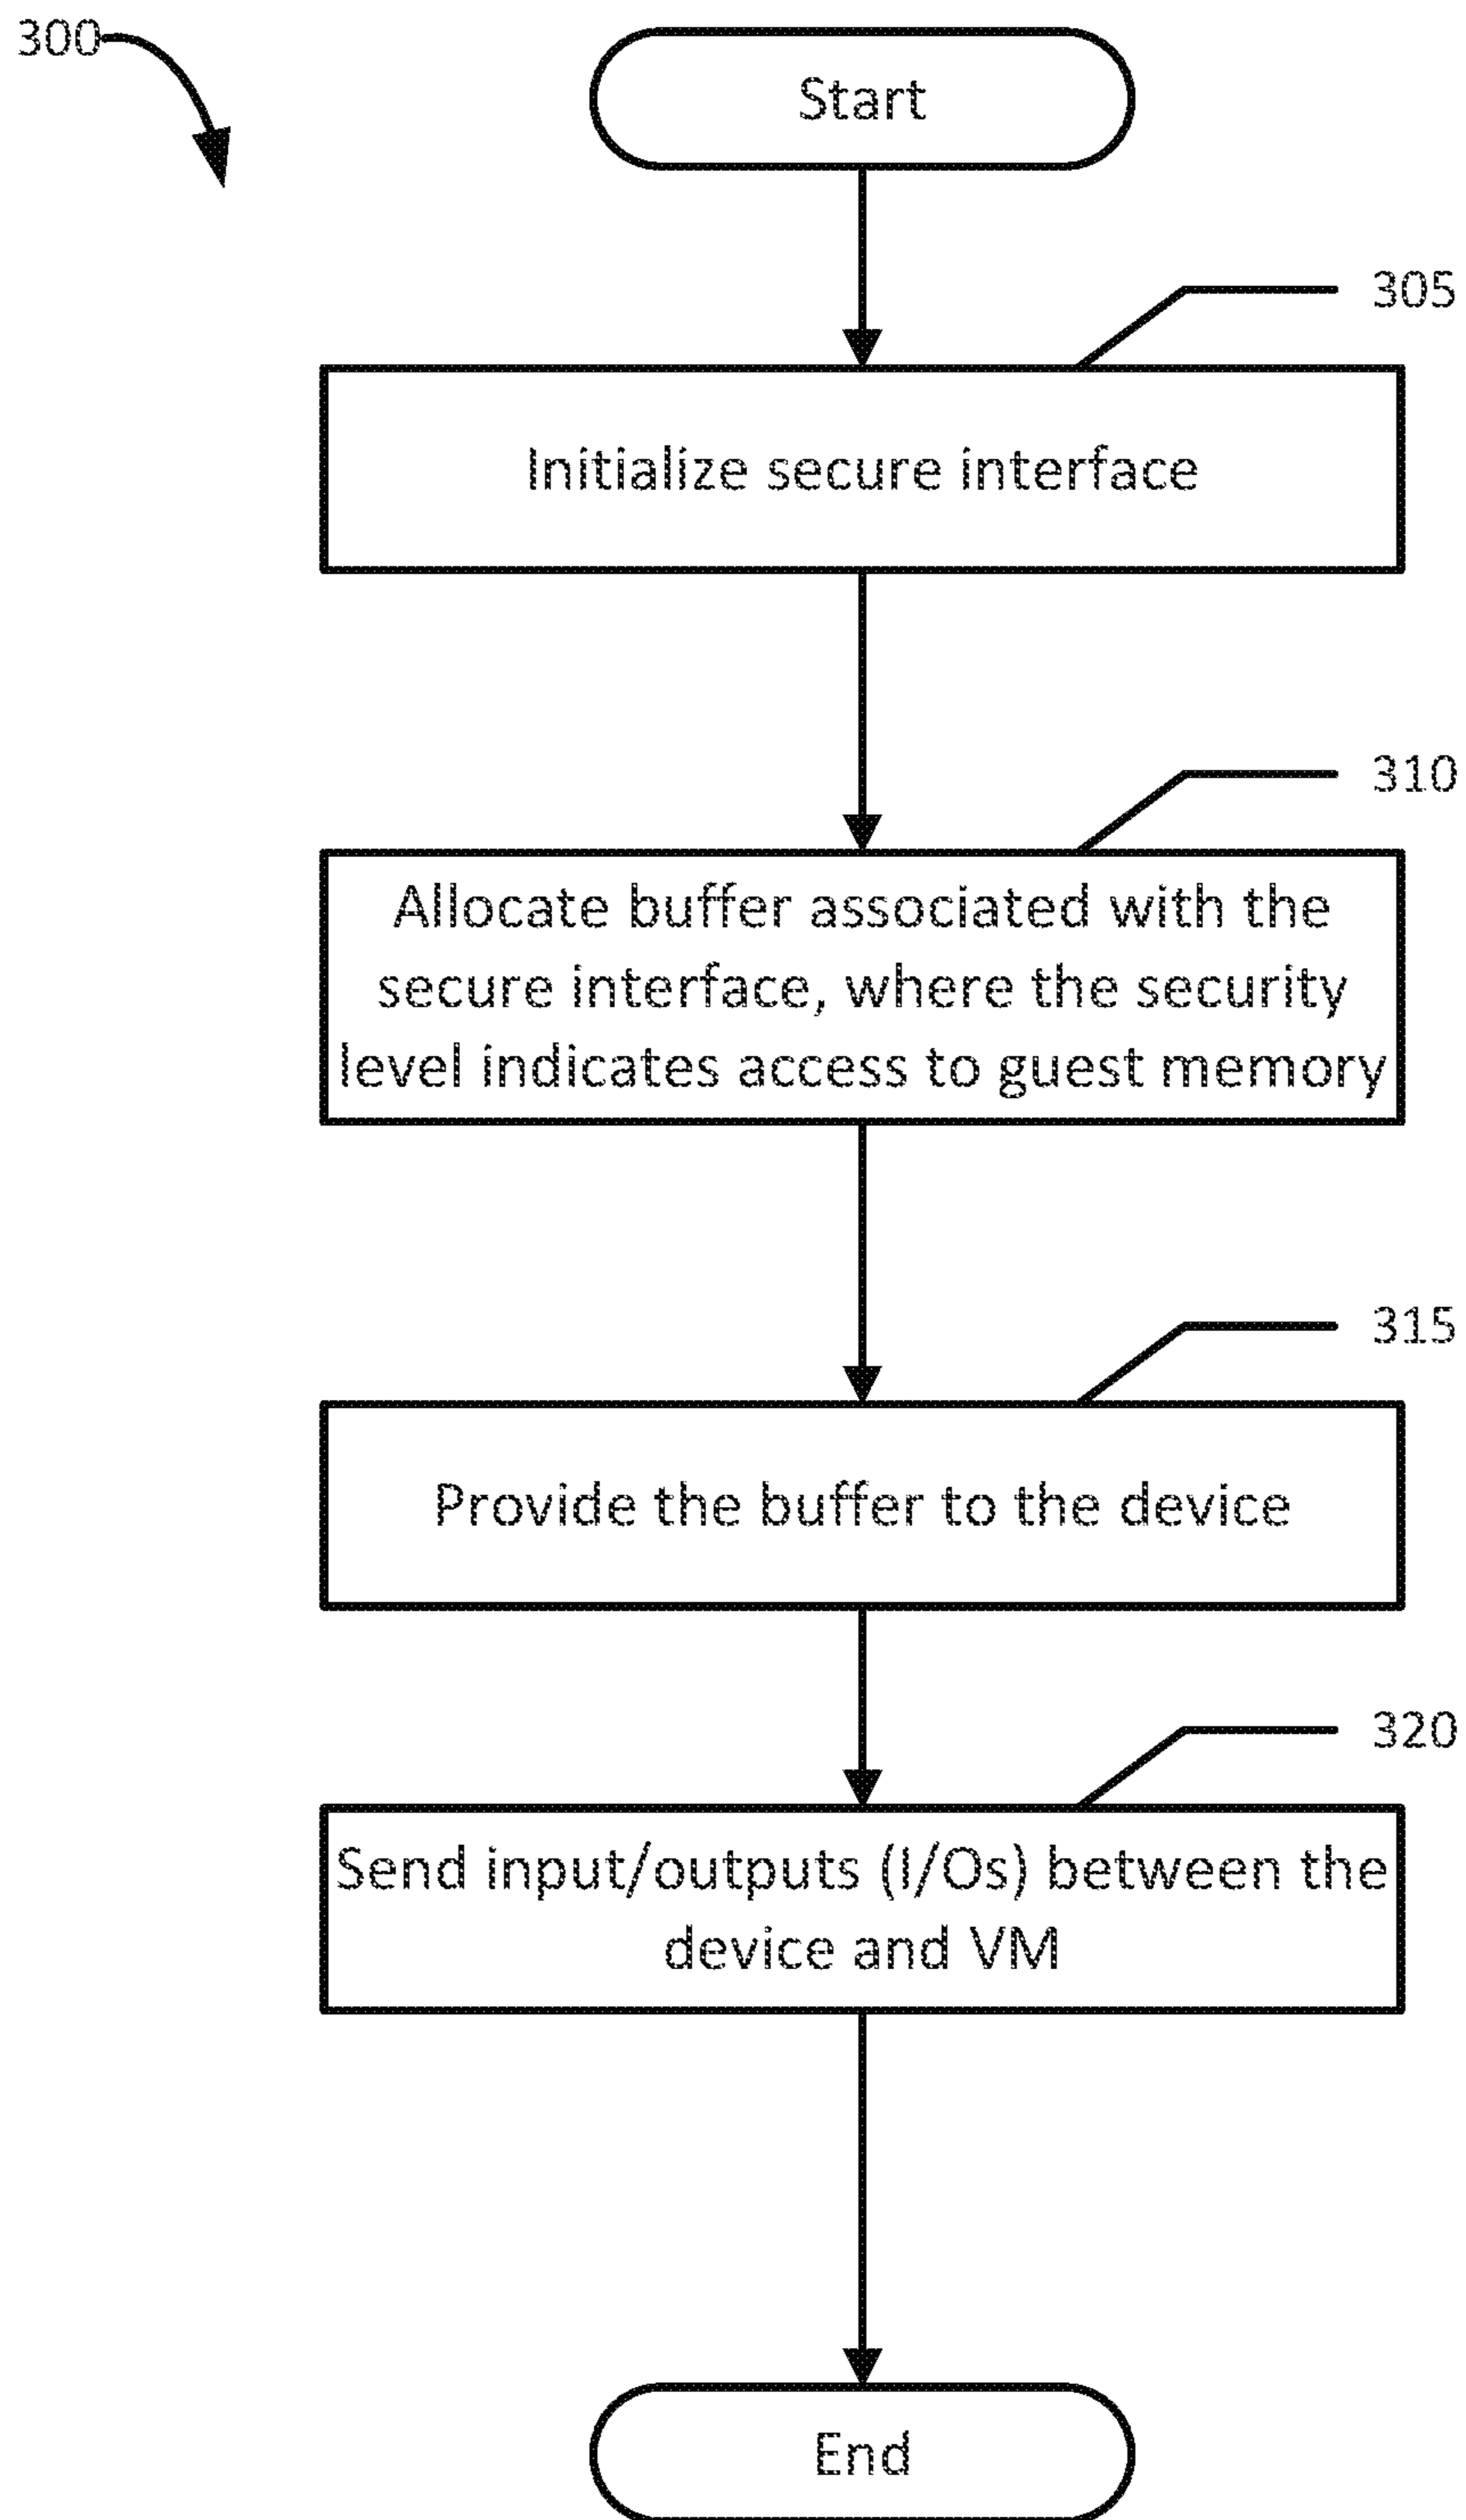 300
Start
305
Initialize secure interface
310
Allocate buffer associated with the
secure interface, where the security
level indicates access to guest memory
315
Provide the buffer to the device
320
Send input/outputs (I/Os) between the
device and VM
End